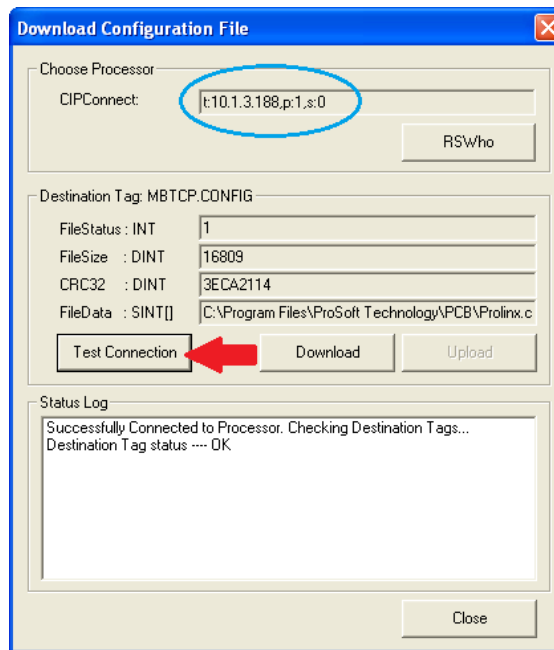 Download Configuration File
Choose Processor
CIPConnect: t:10.1.3.188,p:1,s:0
RSWho
Destination Tag: MBTCP.CONFIG
FileStatus : INT 1
FileSize : DINT 16809
CRC32 : DINT 3ECA2114
FileData : SINT[] C:\Program Files\ProSoft Technology\PCB\Prolinx.c
Test Connection Download Upload
Status Log
Successfully Connected to Processor. Checking Destination Tags...
Destination Tag status ---- OK
Close